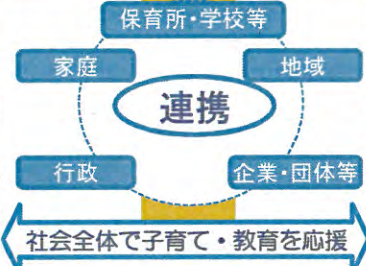 保育所・学校等
家庭
地域
連携
行政
企業・団体等
社会全体で子育て・教育を応援